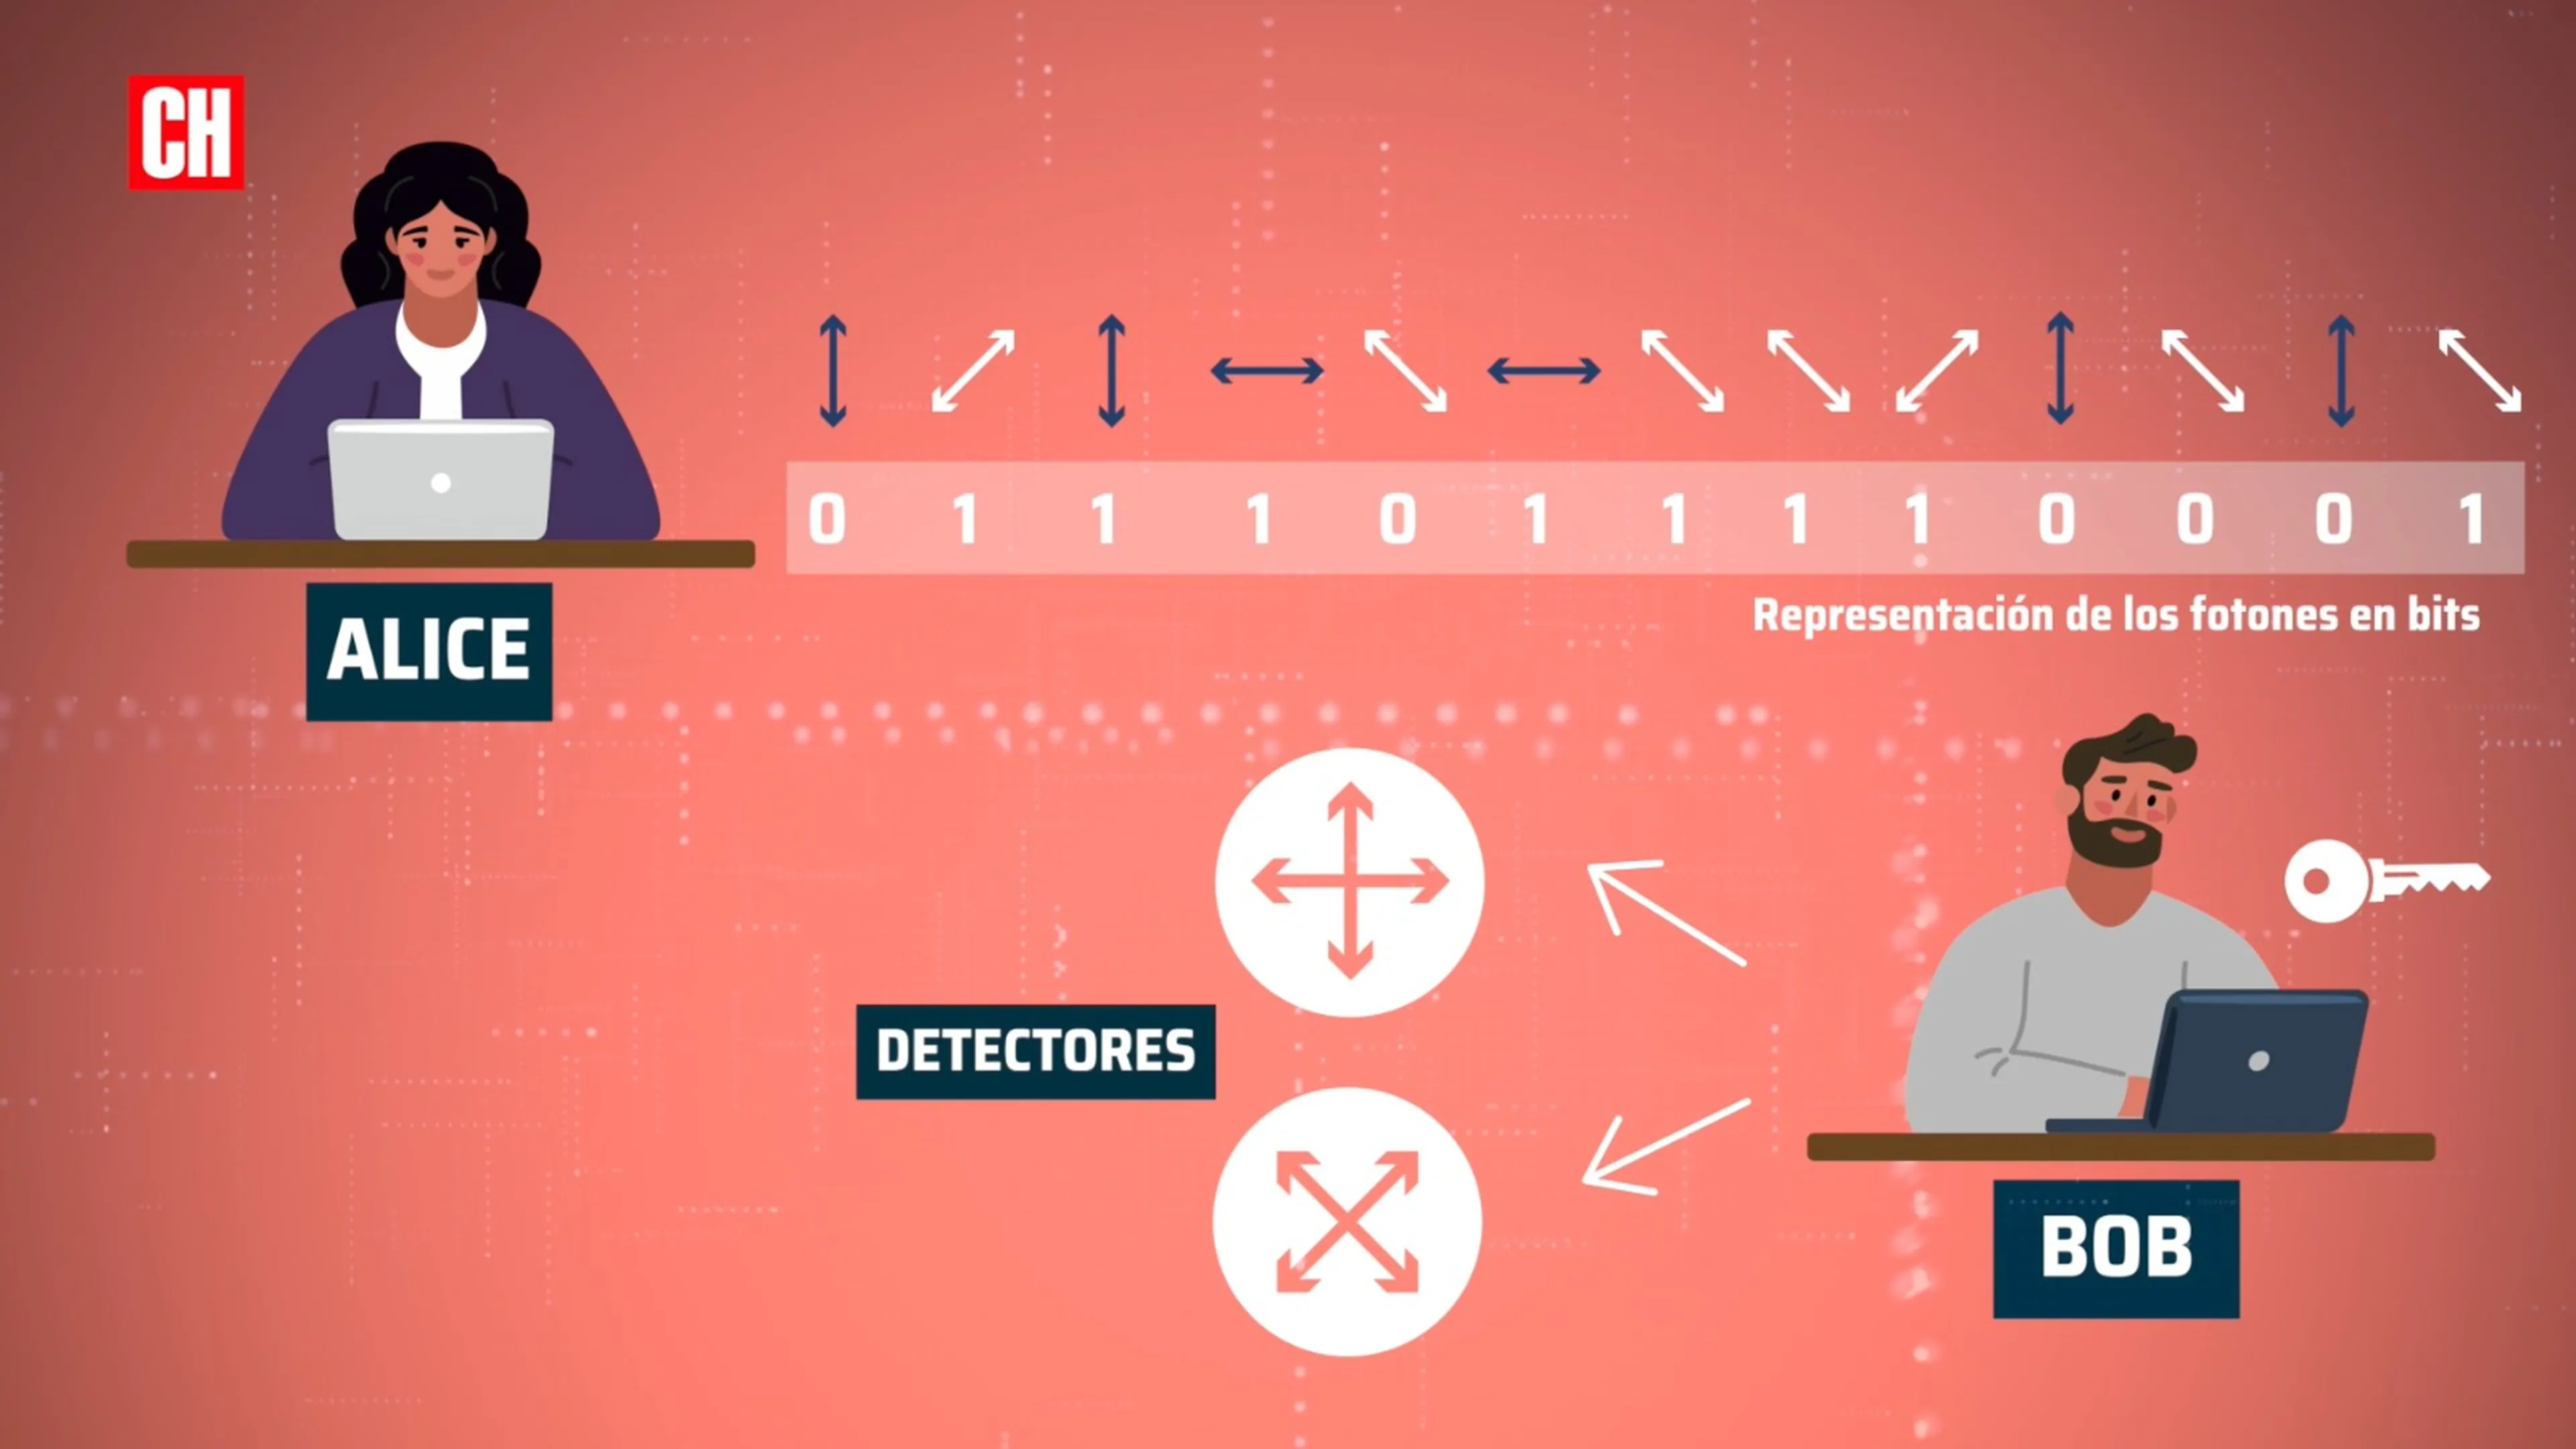 CH
0 1 1 1 0 1 1 1 1 0 0 0 1
Representación de los fotones en bits
ALICE
DETECTORES
BOB